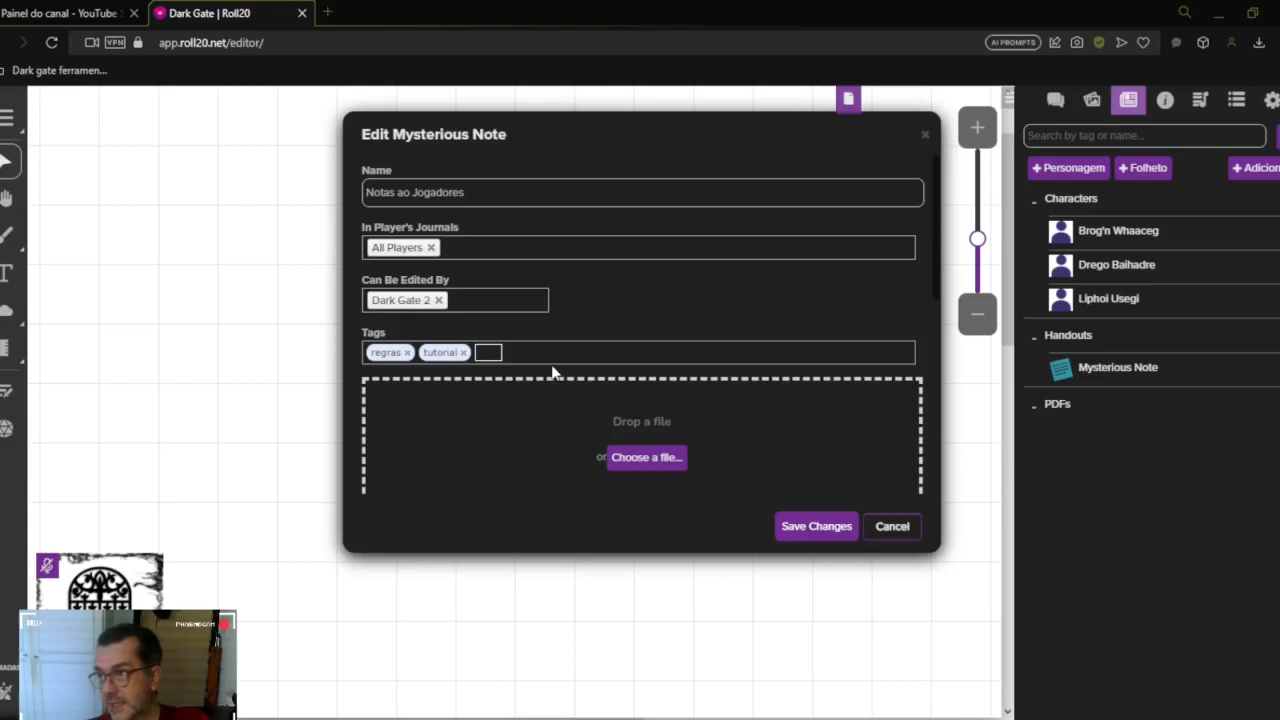 Painel do canal - YouTube
Dark Gate | Roll20
VPN
app.roll20.net/editor/
AI PROMPTS
Dark gate ferramen...
Edit Mysterious Note
Name
Notas ao Jogadores
In Player's Journals
All Players
Can Be Edited By
Dark Gate 2
Tags
regras
tutorial
Drop a file
or Choose a file...
Save Changes
Cancel
Search by tag or name...
+ Personagem
+ Folheto
+ Adicion
Characters
Brog'n Whaaceg
Drego Baihadre
Liphoi Usegi
Handouts
Mysterious Note
PDFs